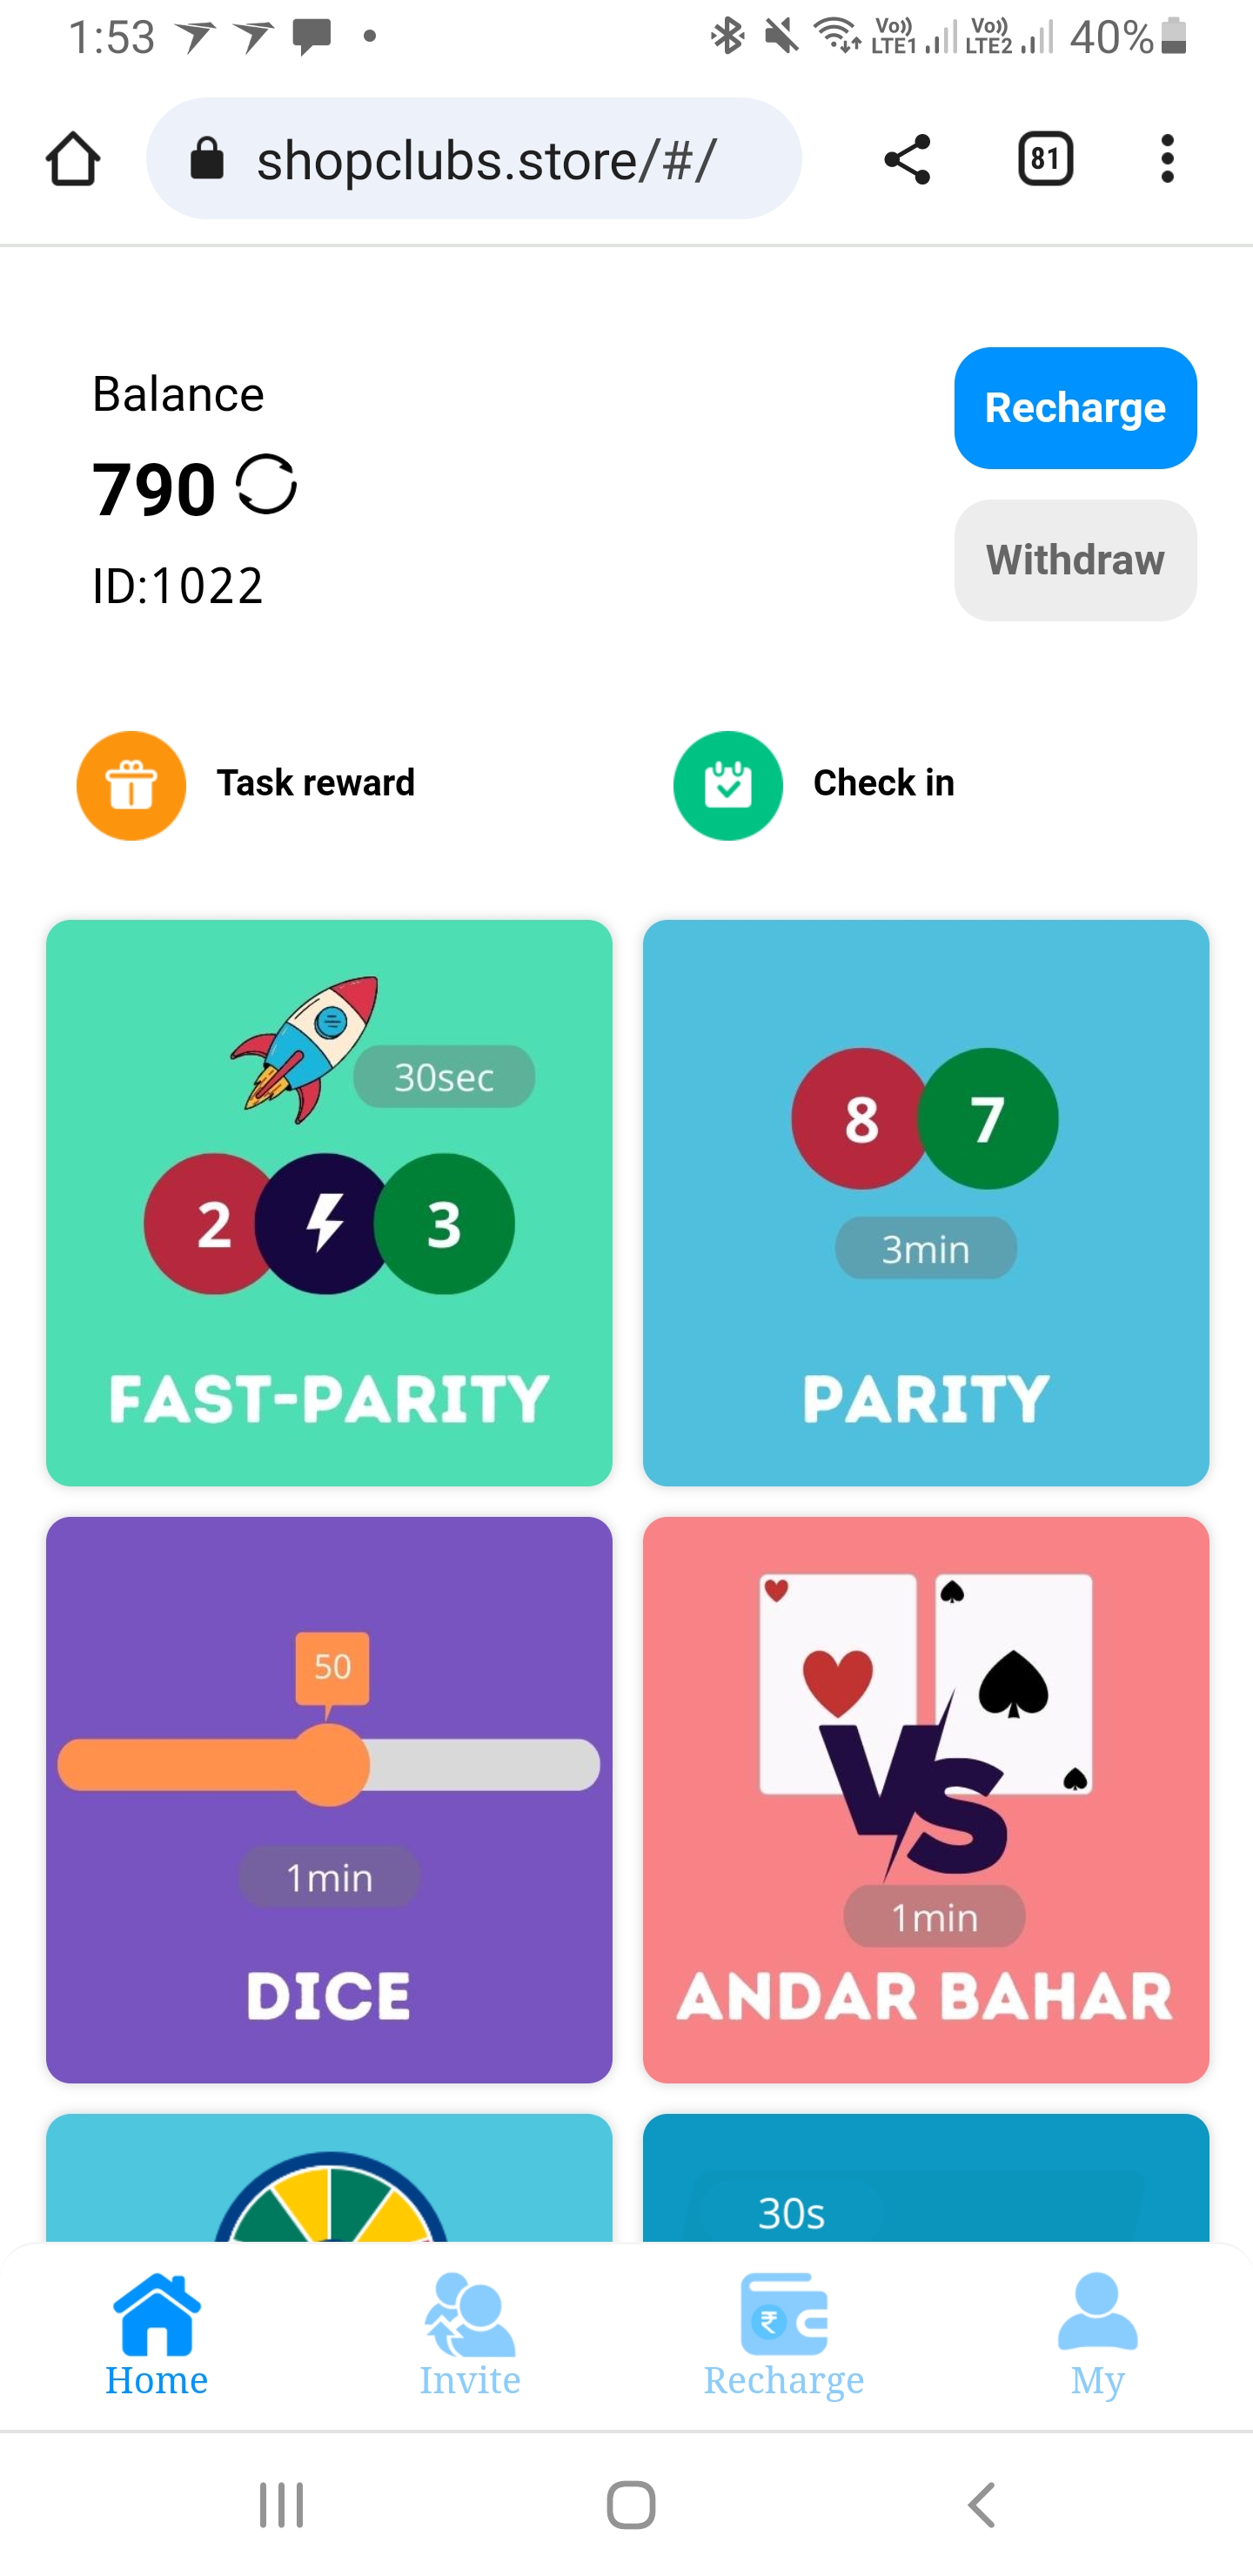 1:53
Vo)) LTE1 Vo)) LTE2 40%
shopclubs.store/#/
81
Balance
Recharge
790
Withdraw
ID:1022
Task reward
Check in
30sec
2 3
FAST-PARITY
8 7
3min
PARITY
50
1min
DICE
VS
1min
ANDAR BAHAR
30s
₹
Home
Invite
Recharge
My